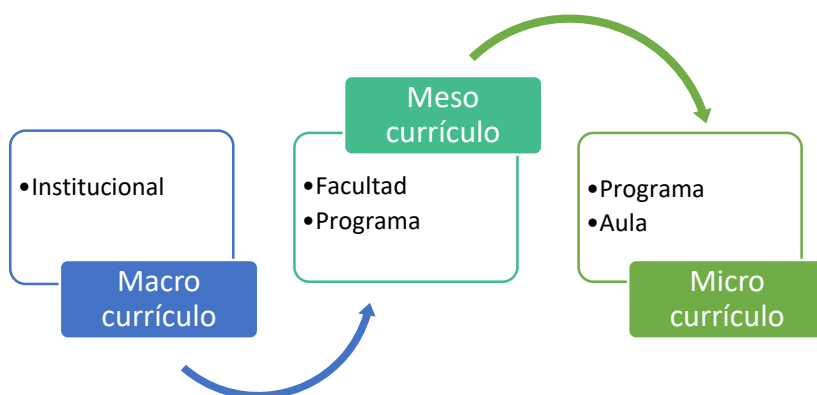 •Institucional
Macro
currículo
Meso
currículo
•Facultad
•Programa
•Programa
•Aula
Micro
currículo